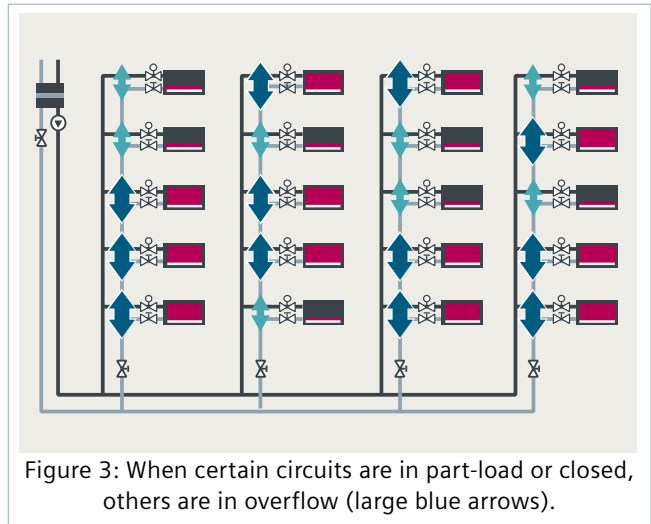 Figure 3: When certain circuits are in part-load or closed,
others are in overflow (large blue arrows).